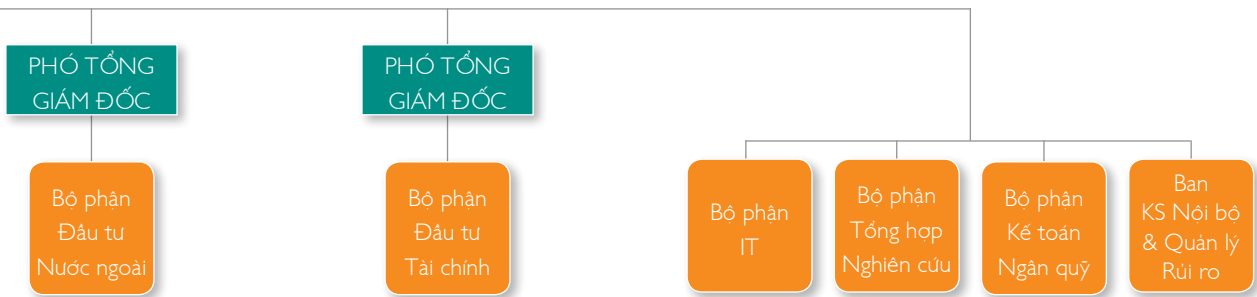 PHÓ TỔNG
GIÁM ĐỐC
PHÓ TỔNG
GIÁM ĐỐC
Bộ phận
Đầu tư
Nước ngoài
Bộ phận
Đầu tư
Tài chính
Bộ phận
IT
Bộ phận
Tổng hợp
Nghiên cứu
Bộ phận
Kế toán
Ngân quỹ
Ban
KS Nội bộ
& Quản lý
Rủi ro